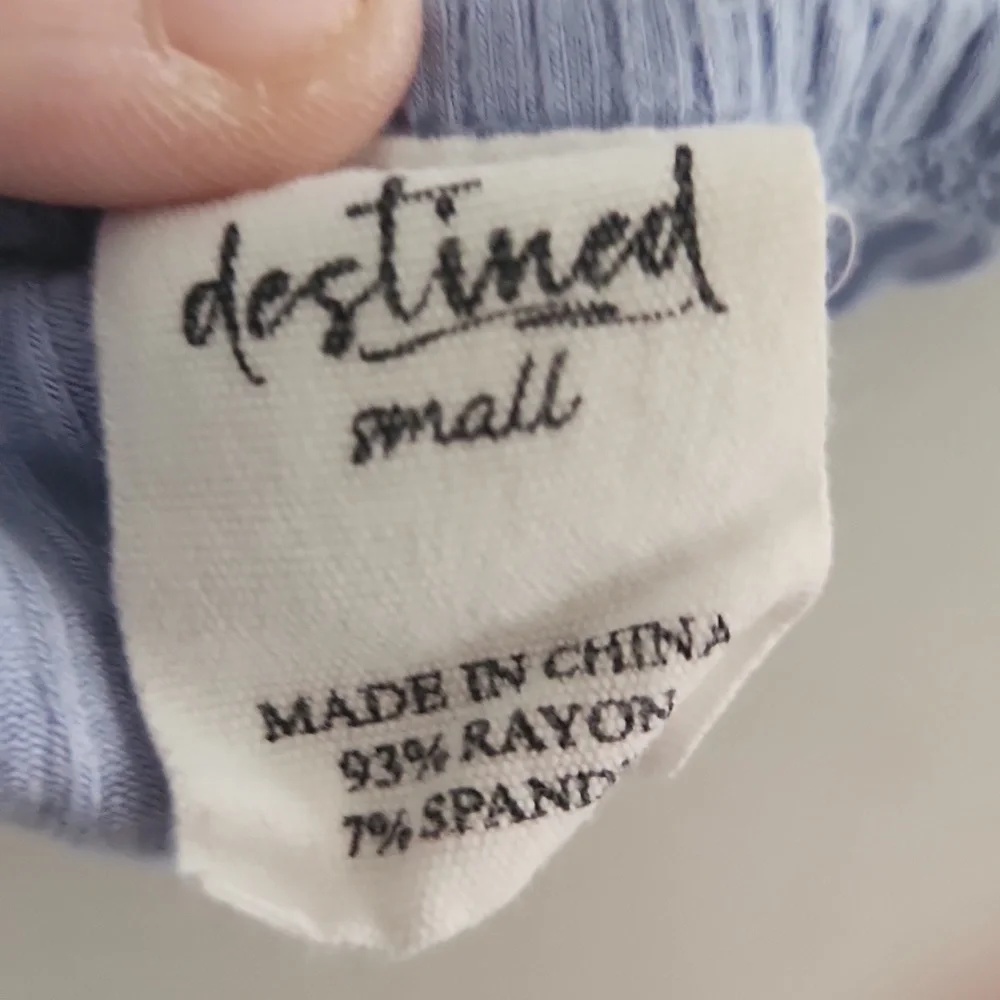 destined
small
MADE IN CHINA
93% RAYON
7% SPAND